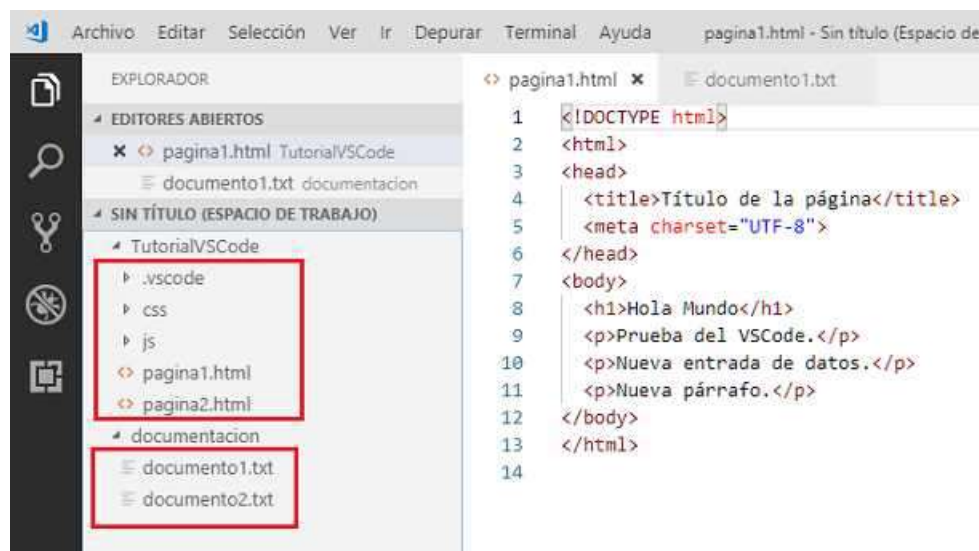 Archivo Editar Selección Ver Ir Depurar Terminal Ayuda pagina1.html - Sin título (Espacio de
EXPLORADOR
EDITORES ABIERTOS
pagina1.html TutorialVSCode
documento1.txt documentacion
SIN TÍTULO (ESPACIO DE TRABAJO)
TutorialVSCode
.vscode
css
js
pagina1.html
pagina2.html
documentacion
documento1.txt
documento2.txt
pagina1.html documento1.txt
1 <!DOCTYPE html>
2 <html>
3 <head>
4 <title>Título de la página</title>
5 <meta charset="UTF-8">
6 </head>
7 <body>
8 <h1>Hola Mundo</h1>
9 <p>Prueba del VSCode.</p>
10 <p>Nueva entrada de datos.</p>
11 <p>Nueva párrafo.</p>
12 </body>
13 </html>
14